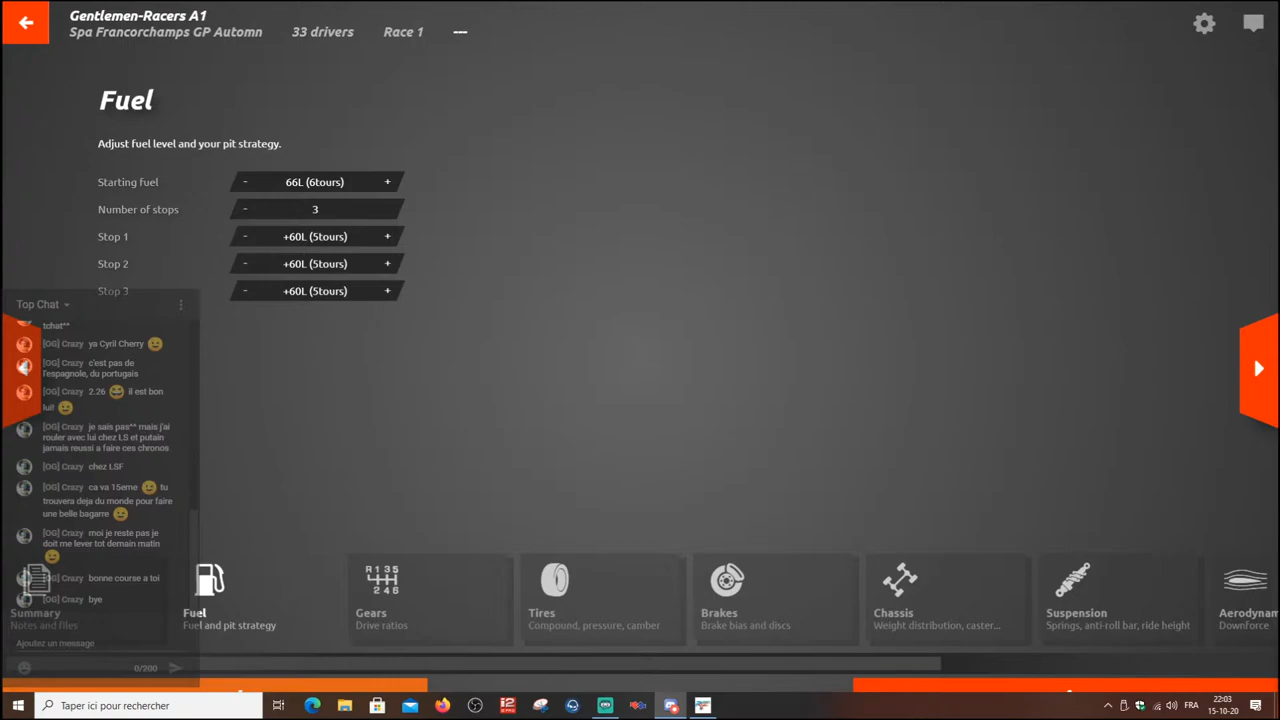 Gentlemen-Racers A1
Spa Francorchamps GP Automn 33 drivers Race 1 ---
Fuel
Adjust fuel level and your pit strategy.
Starting fuel - 66L (6tours) +
Number of stops - 3
Stop 1 - +60L (5tours) +
Stop 2 - +60L (5tours) +
Stop 3 - +60L (5tours) +
Top Chat
tchat**
[OG] Crazy ya Cyril Cherry
[OG] Crazy c'est pas de
l'espagnole, du portugais
[OG] Crazy 2.26 il est bon
lui!
[OG] Crazy je sais pas** mais j'ai
rouler avec lui chez LS et putain
jamais reussi a faire ces chronos
[OG] Crazy chez LSF
[OG] Crazy ca va 15eme tu
trouvera deja du monde pour faire
une belle bagarre
[OG] Crazy moi je reste pas je
doit me lever tot demain matin
[OG] Crazy bonne course a toi
[OG] Crazy bye
Ajoutez un message
0/200
Summary
Notes and files
Fuel
Fuel and pit strategy
R 1 3 5
2 4 6
Gears
Drive ratios
Tires
Compound, pressure, camber
Brakes
Brake bias and discs
Chassis
Weight distribution, caster...
Suspension
Springs, anti-roll bar, ride height
Aerodynam
Downforce
Taper ici pour rechercher
i2
FRA
22:03
15-10-20